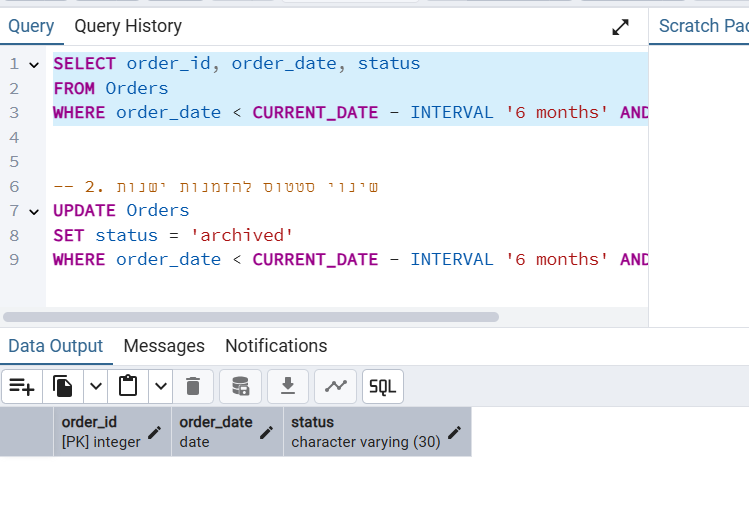 Query Query History
Scratch Pad
1 SELECT order_id, order_date, status
2 FROM Orders
3 WHERE order_date < CURRENT_DATE - INTERVAL '6 months' AND
4
5
6 -- 2. שינוי סטטוס להזמנות ישנות
7 UPDATE Orders
8 SET status = 'archived'
9 WHERE order_date < CURRENT_DATE - INTERVAL '6 months' AND
Data Output Messages Notifications
SQL
order_id order_date status
[PK] integer date character varying (30)